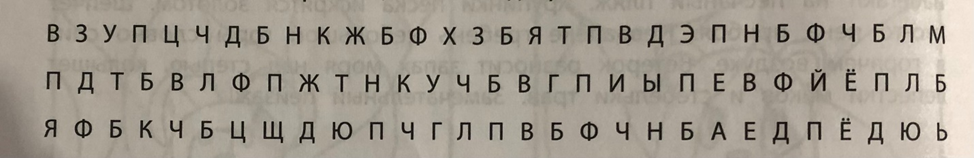 В З У П Ц Ч Д Б Н К Ж Б Ф Х З Б Я Т П В Д Э П Н Б Ф Ч Б Л М
П Д Т Б В Л Ф П Ж Т Н К У Ч Б В Г П И Ы П Е В Ф Й Ё П Л Б
Я Ф Б К Ч Б Ц Щ Д Ю П Ч Г Л П В Б Ф Ч Н Б А Е Д П Ё Д Ю Ь